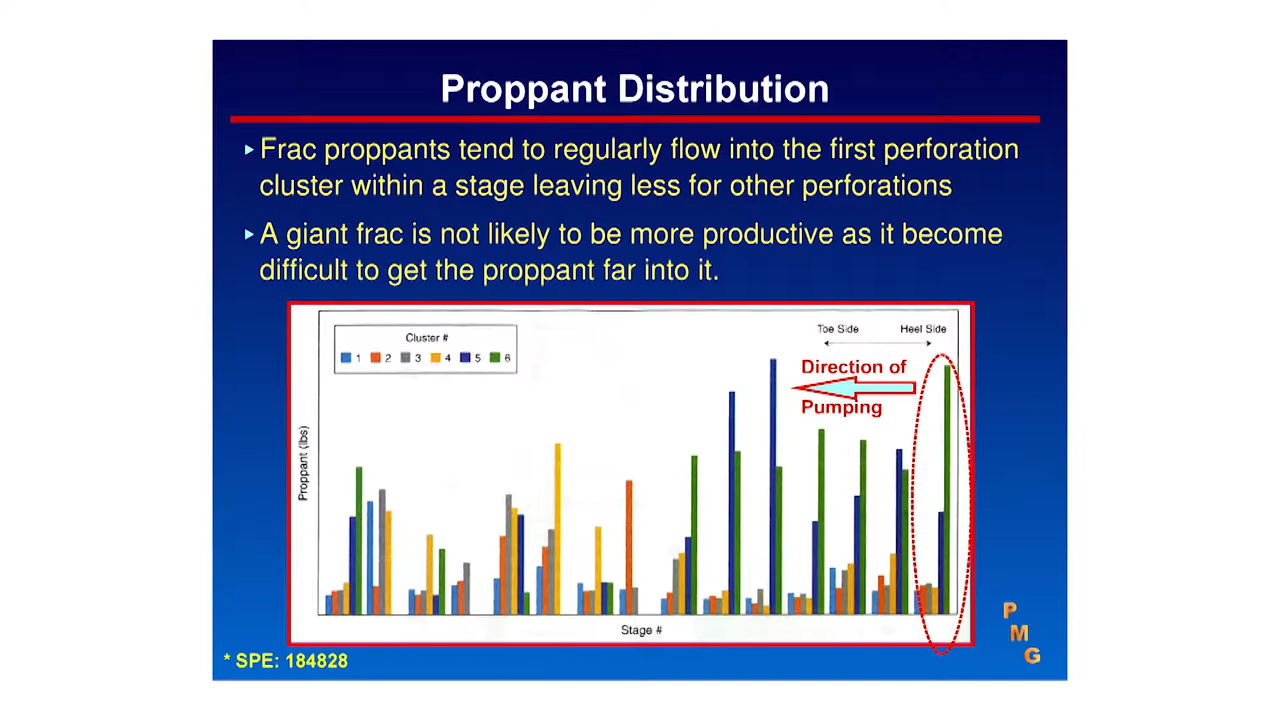 Proppant Distribution
Frac proppants tend to regularly flow into the first perforation
cluster within a stage leaving less for other perforations
A giant frac is not likely to be more productive as it become
difficult to get the proppant far into it.
Cluster #
1 2 3 4 5 6
Toe Side Heel Side
Direction of
Pumping
Proppant (lbs)
Stage #
* SPE: 184828
P
M
G